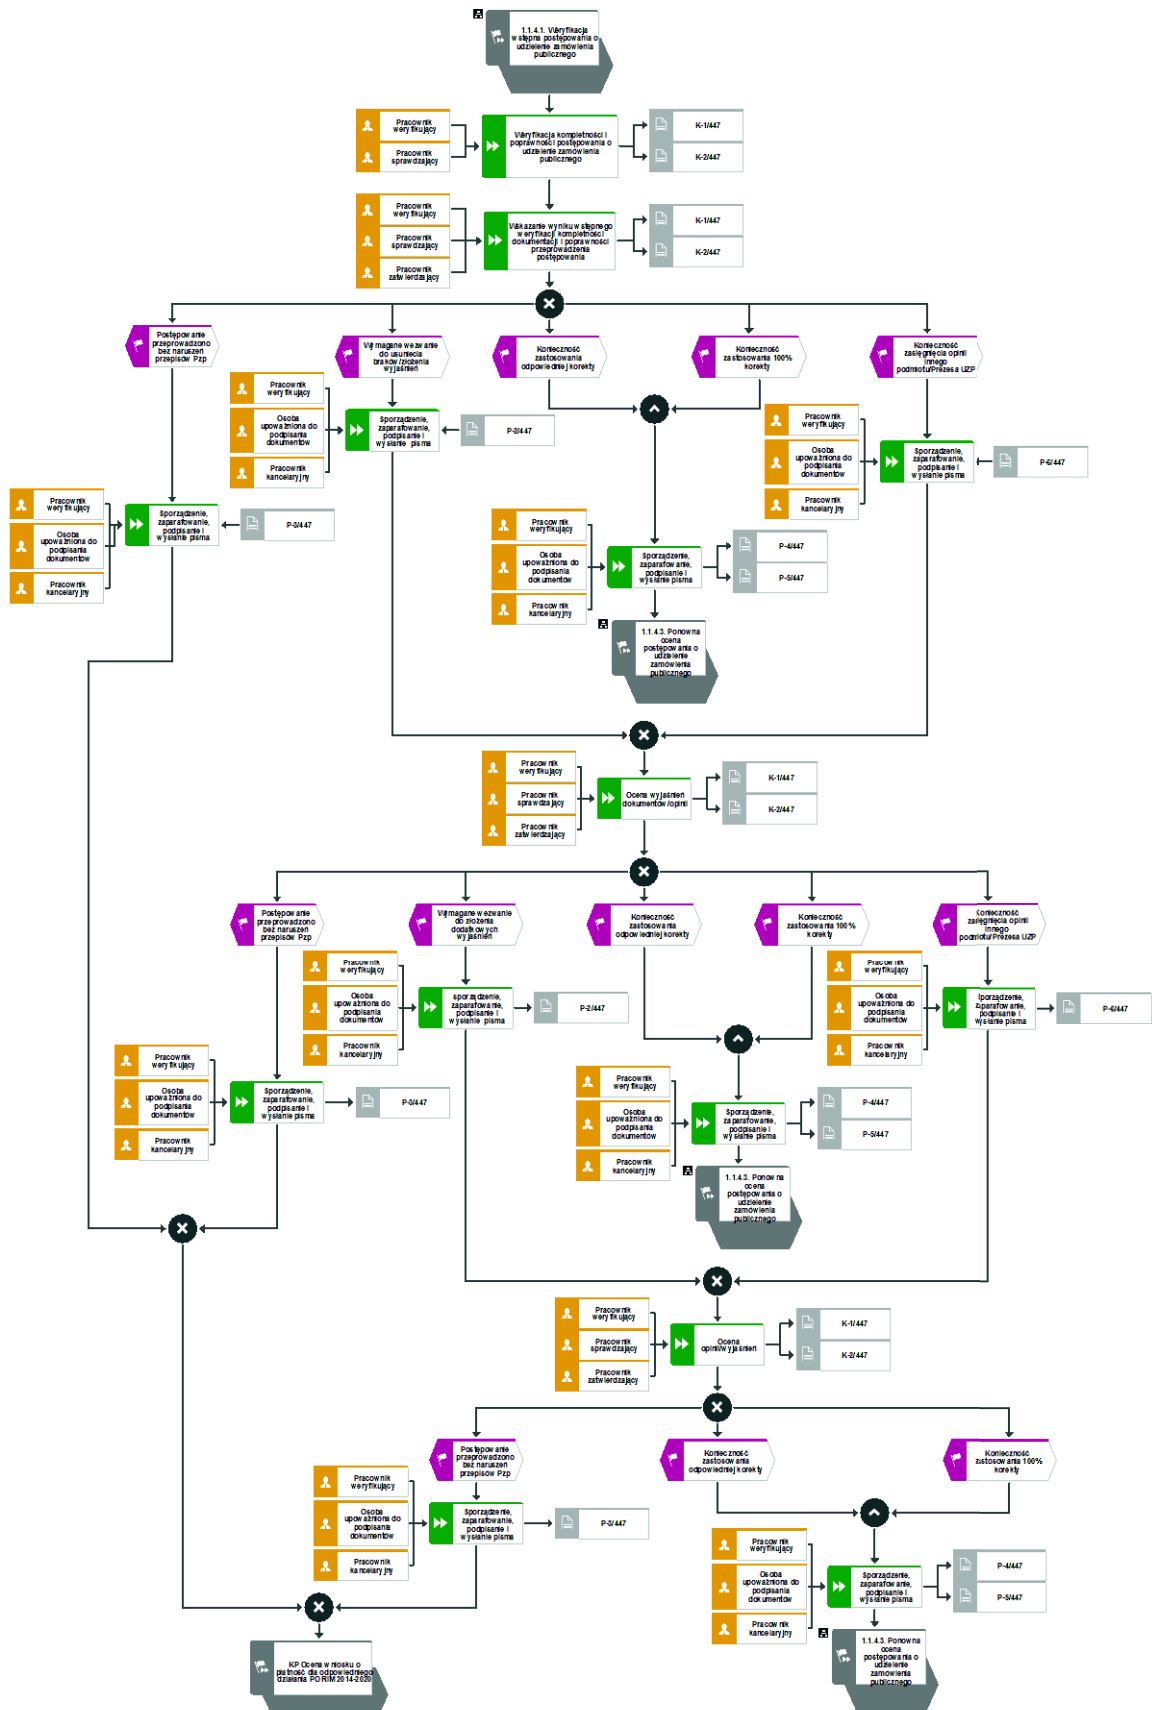 1.1.4.1. Weryfikacja
wstępna postępowania o
udzielenie zamówienia
publicznego
Pracownik
weryfikujący
Pracownik
sprawdzający
Weryfikacja kompletności i
poprawności postępowania o
udzielenie zamówienia
publicznego
K-1/447
K-2/447
Pracownik
weryfikujący
Pracownik
sprawdzający
Pracownik
zatwierdzający
Wskazanie wyniku wstępnego
weryfikacji kompletności
dokumentacji i poprawności
przeprowadzenia
postępowania
K-1/447
K-2/447
Postępowanie
przeprowadzono
bez naruszeń
przepisów Pzp
Wymagane wezwanie
do usunięcia
braków/złożenia
wyjaśnień
Konieczność
zastosowania
odpowiedniej korekty
Konieczność
zastosowania 100%
korekty
Konieczność
zasięgnięcia opinii
innego
podmiotu/Prezesa UZP
Pracownik
weryfikujący
Osoba
upoważniona do
podpisania
dokumentów
Pracownik
kancelaryjny
Sporządzenie,
zaparafowanie,
podpisanie i
wysłanie pisma
P-2/447
Pracownik
weryfikujący
Osoba
upoważniona do
podpisania
dokumentów
Pracownik
kancelaryjny
Sporządzenie,
zaparafowanie,
podpisanie i
wysłanie pisma
P-6/447
Pracownik
weryfikujący
Osoba
upoważniona do
podpisania
dokumentów
Pracownik
kancelaryjny
Sporządzenie,
zaparafowanie,
podpisanie i
wysłanie pisma
P-3/447
Pracownik
weryfikujący
Osoba
upoważniona do
podpisania
dokumentów
Pracownik
kancelaryjny
Sporządzenie,
zaparafowanie,
podpisanie i
wysłanie pisma
P-4/447
P-5/447
1.1.4.3. Ponowna
ocena
postępowania o
udzielenie
zamówienia
publicznego
Pracownik
weryfikujący
Pracownik
sprawdzający
Pracownik
zatwierdzający
Ocena wyjaśnień
dokumentów/opinii
K-1/447
K-2/447
Postępowanie
przeprowadzono
bez naruszeń
przepisów Pzp
Wymagane wezwanie
do złożenia
dodatkowych
wyjaśnień
Konieczność
zastosowania
odpowiedniej korekty
Konieczność
zastosowania 100%
korekty
Konieczność
zasięgnięcia opinii
innego
podmiotu/Prezesa UZP
Pracownik
weryfikujący
Osoba
upoważniona do
podpisania
dokumentów
Pracownik
kancelaryjny
sporządzenie,
zaparafowanie,
podpisanie i
wysłanie pisma
P-2/447
Pracownik
weryfikujący
Osoba
upoważniona do
podpisania
dokumentów
Pracownik
kancelaryjny
Sporządzenie,
zaparafowanie,
podpisanie i
wysłanie pisma
P-6/447
Pracownik
weryfikujący
Osoba
upoważniona do
podpisania
dokumentów
Pracownik
kancelaryjny
Sporządzenie,
zaparafowanie,
podpisanie i
wysłanie pisma
P-3/447
Pracownik
weryfikujący
Osoba
upoważniona do
podpisania
dokumentów
Pracownik
kancelaryjny
Sporządzenie,
zaparafowanie,
podpisanie i
wysłanie pisma
P-4/447
P-5/447
1.1.4.3. Ponowna
ocena
postępowania o
udzielenie
zamówienia
publicznego
Pracownik
weryfikujący
Pracownik
sprawdzający
Pracownik
zatwierdzający
Ocena
opinii/wyjaśnień
K-1/447
K-2/447
Postępowanie
przeprowadzono
bez naruszeń
przepisów Pzp
Konieczność
zastosowania
odpowiedniej korekty
Konieczność
zastosowania 100%
korekty
Pracownik
weryfikujący
Osoba
upoważniona do
podpisania
dokumentów
Pracownik
kancelaryjny
Sporządzenie,
zaparafowanie,
podpisanie i
wysłanie pisma
P-3/447
Pracownik
weryfikujący
Osoba
upoważniona do
podpisania
dokumentów
Pracownik
kancelaryjny
Sporządzenie,
zaparafowanie,
podpisanie i
wysłanie pisma
P-4/447
P-5/447
KP Ocena wniosku o
płatność dla odpowiedniego
działania PO RIM 2014-2020
1.1.4.3. Ponowna
ocena
postępowania o
udzielenie
zamówienia
publicznego